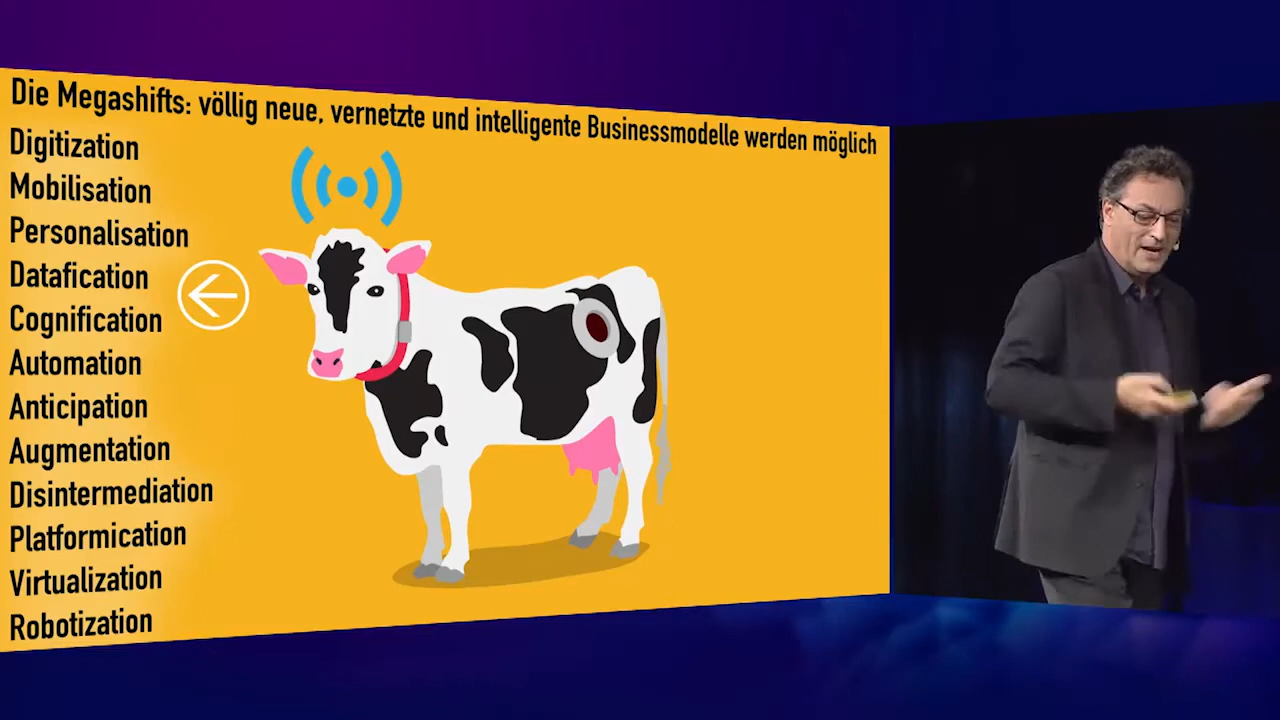 Die Megashifts: völlig neue, vernetzte und intelligente Businessmodelle werden möglich
Digitization
Mobilisation
Personalisation
Datafication
Cognification
Automation
Anticipation
Augmentation
Disintermediation
Platformication
Virtualization
Robotization